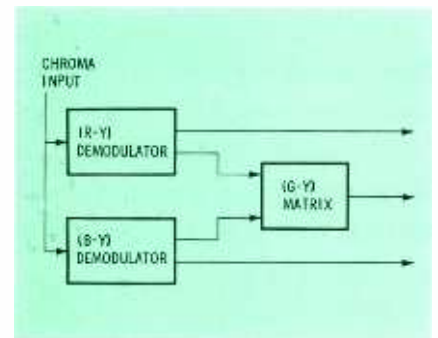 CHROMA
INPUT
(R-Y)
DEMODULATOR
(G-Y)
MATRIX
(B-Y)
DEMODULATOR